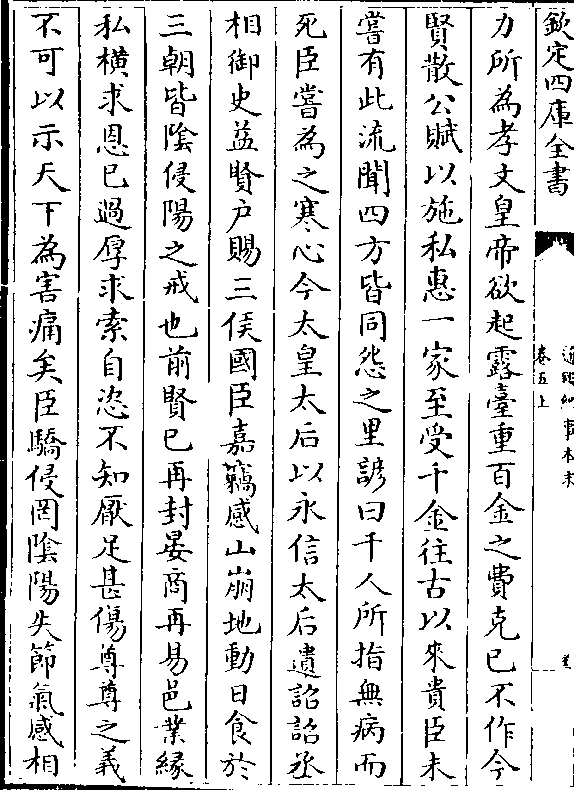 欽定四庫全書
通鑑紀事本末
卷五上
力所為孝文皇帝欲起露臺重百金之費克已不作今
賢散公賦以施私惠一家至受千金往古以來貴臣未
嘗有此流聞四方皆同怨之里諺曰千人所指無病而
死臣嘗為之寒心今太皇太后以永信太后遺詔詔丞
相御史益賢户賜三侯國臣嘉竊感山崩地動日食於
三朝皆陰侵陽之戒也前賢已再封晏商再易邑業縁
私横求恩已過厚求索自恣不知厭足甚傷尊尊之義
不可以示天下為害痛矣臣驕侵罔陰陽失節氣感相